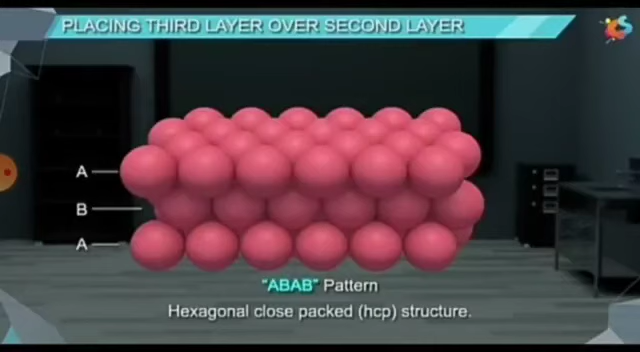 PLACING THIRD LAYER OVER SECOND LAYER
A
B
A
"ABAB" Pattern
Hexagonal close packed (hcp) structure.